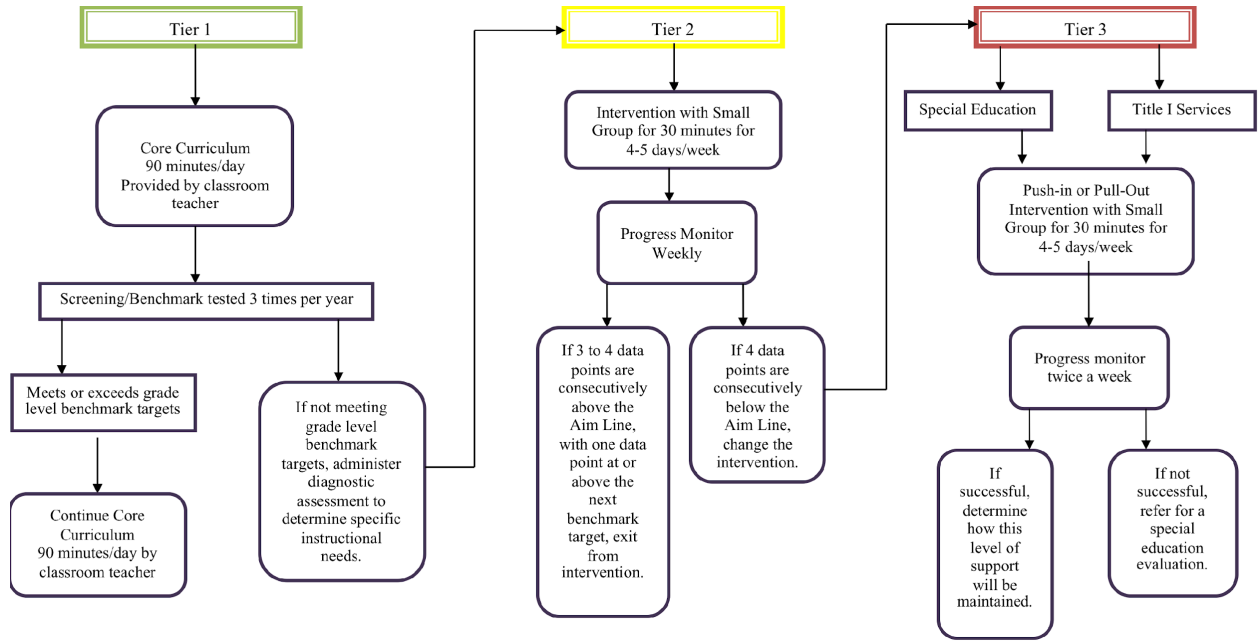 Tier 1
Core Curriculum
90 minutes/day
Provided by classroom
teacher
Screening/Benchmark tested 3 times per year
Meets or exceeds grade
level benchmark targets
Continue Core
Curriculum
90 minutes/day by
classroom teacher
If not meeting
grade level
benchmark
targets, administer
diagnostic
assessment to
determine specific
instructional
needs.
Tier 2
Intervention with Small
Group for 30 minutes for
4-5 days/week
Progress Monitor
Weekly
If 3 to 4 data
points are
consecutively
above the
Aim Line,
with one data
point at or
above the
next
benchmark
target, exit
from
intervention.
If 4 data
points are
consecutively
below the
Aim Line,
change the
intervention.
Tier 3
Special Education
Title I Services
Push-in or Pull-Out
Intervention with Small
Group for 30 minutes for
4-5 days/week
Progress monitor
twice a week
If
successful,
determine
how this
level of
support
will be
maintained.
If not
successful,
refer for a
special
education
evaluation.